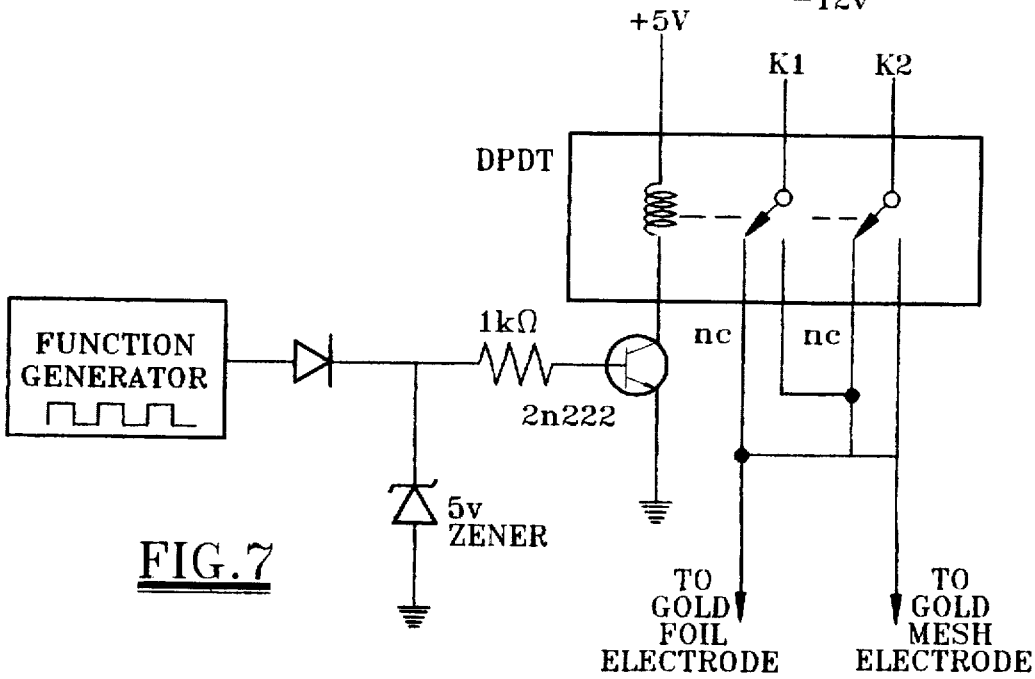 -12V
+5V
K1
K2
DPDT
nc
nc
FUNCTION
GENERATOR
1kΩ
2n222
5v
ZENER
FIG.7
TO
GOLD
FOIL
ELECTRODE
TO
GOLD
MESH
ELECTRODE